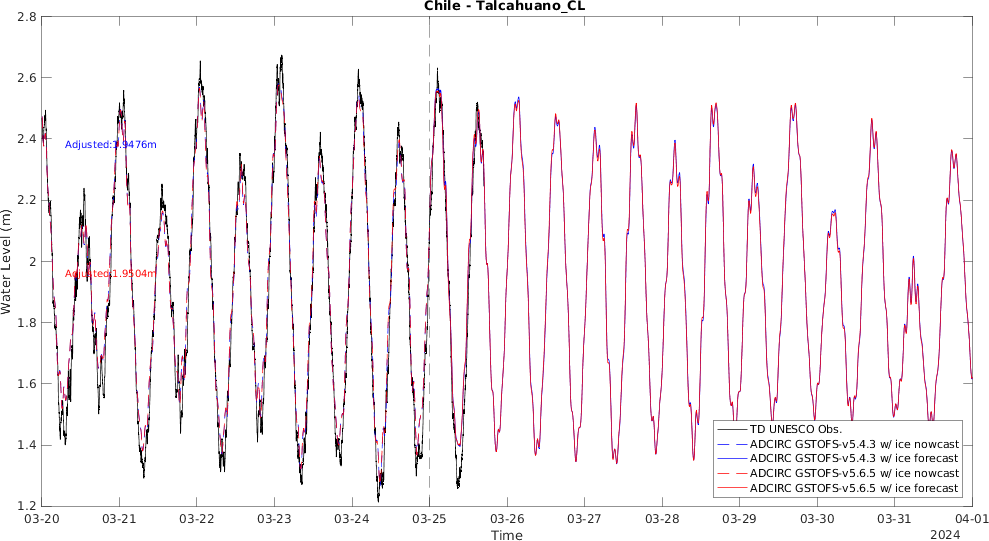 Chile - Talcahuano_CL
2.8
2.6
2.4
2.2
2
1.8
1.6
1.4
1.2
Water Level (m)
Adjusted:1.9476m
Adjusted:1.9504m
TD UNESCO Obs.
ADCIRC GSTOFS-v5.4.3 w/ ice nowcast
ADCIRC GSTOFS-v5.4.3 w/ ice forecast
ADCIRC GSTOFS-v5.6.5 w/ ice nowcast
ADCIRC GSTOFS-v5.6.5 w/ ice forecast
03-20 03-21 03-22 03-23 03-24 03-25 03-26 03-27 03-28 03-29 03-30 03-31 04-01
Time
2024